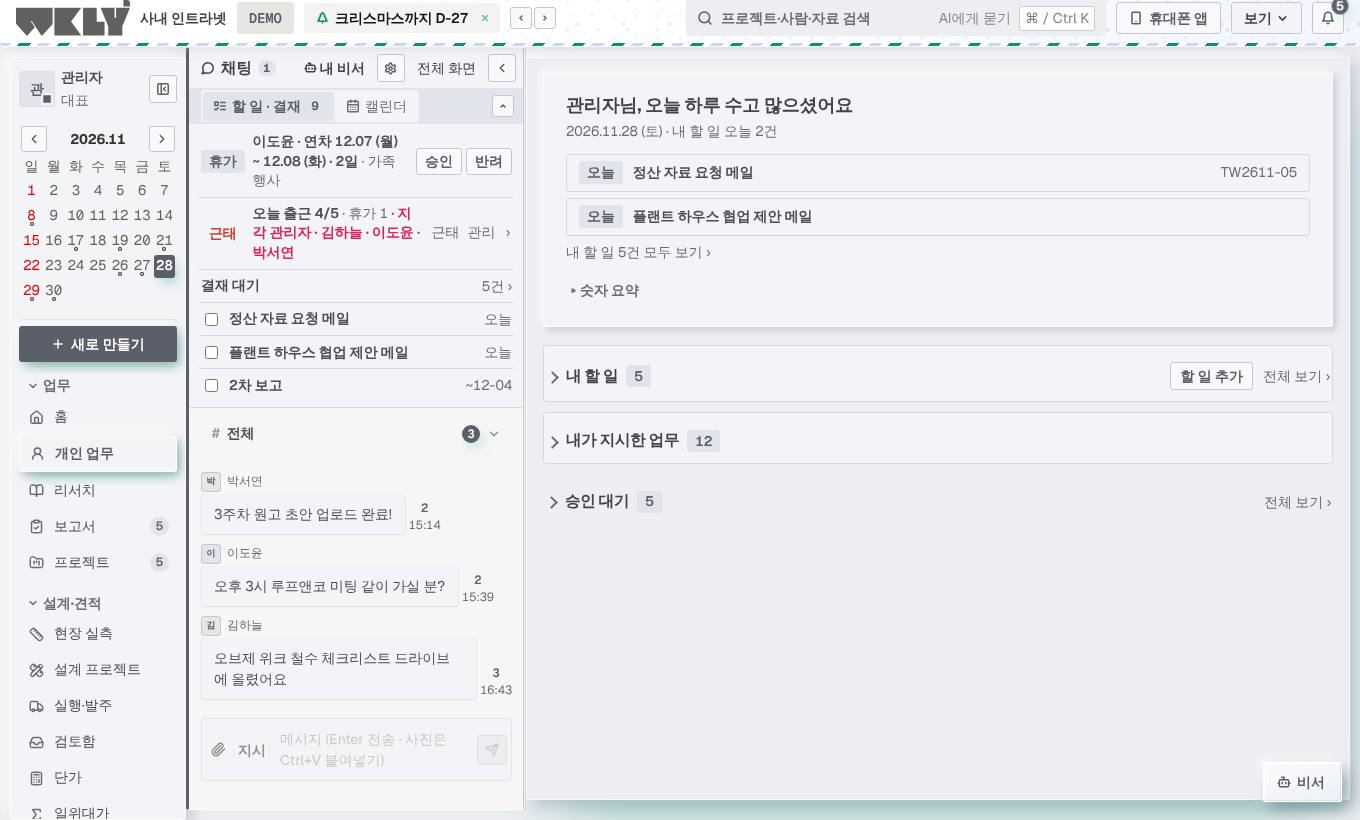 WKLY 사내 인트라넷 DEMO 크리스마스까지 D-27 × ‹ › 프로젝트·사람·자료 검색 AI에게 묻기 ⌘ / Ctrl K 휴대폰 앱 보기 5
관 관리자
대표
2026.11
일 월 화 수 목 금 토
1 2 3 4 5 6 7
8 9 10 11 12 13 14
15 16 17 18 19 20 21
22 23 24 25 26 27 28
29 30
+ 새로 만들기
업무
홈
개인 업무
리서치
보고서 5
프로젝트 5
설계·견적
현장 실측
설계 프로젝트
실행·발주
검토함
단가
일위대가
채팅 1 내 비서 전체 화면
할 일·결재 9 캘린더
휴가 이도윤 · 연차 12.07 (월)
~ 12.08 (화) · 2일 · 가족
행사
승인 반려
근태 오늘 출근 4/5 · 휴가 1 · 지
각 관리자 · 김하늘 · 이도윤 ·
박서연
근태 관리 ›
결재 대기 5건 ›
정산 자료 요청 메일 오늘
플랜트 하우스 협업 제안 메일 오늘
2차 보고 ~12-04
# 전체 3
박 박서연
3주차 원고 초안 업로드 완료! 2
15:14
이 이도윤
오후 3시 루프앤코 미팅 같이 가실 분? 2
15:39
김 김하늘
오브제 위크 철수 체크리스트 드라이브
에 올렸어요 3
16:43
지시 메시지 (Enter 전송 · 사진은
Ctrl+V 붙여넣기)
관리자님, 오늘 하루 수고 많으셨어요
2026.11.28 (토) · 내 할 일 오늘 2건
오늘 정산 자료 요청 메일 TW2611-05
오늘 플랜트 하우스 협업 제안 메일
내 할 일 5건 모두 보기 ›
▸ 숫자 요약
내 할 일 5 할 일 추가 전체 보기 ›
내가 지시한 업무 12
승인 대기 5 전체 보기 ›
비서